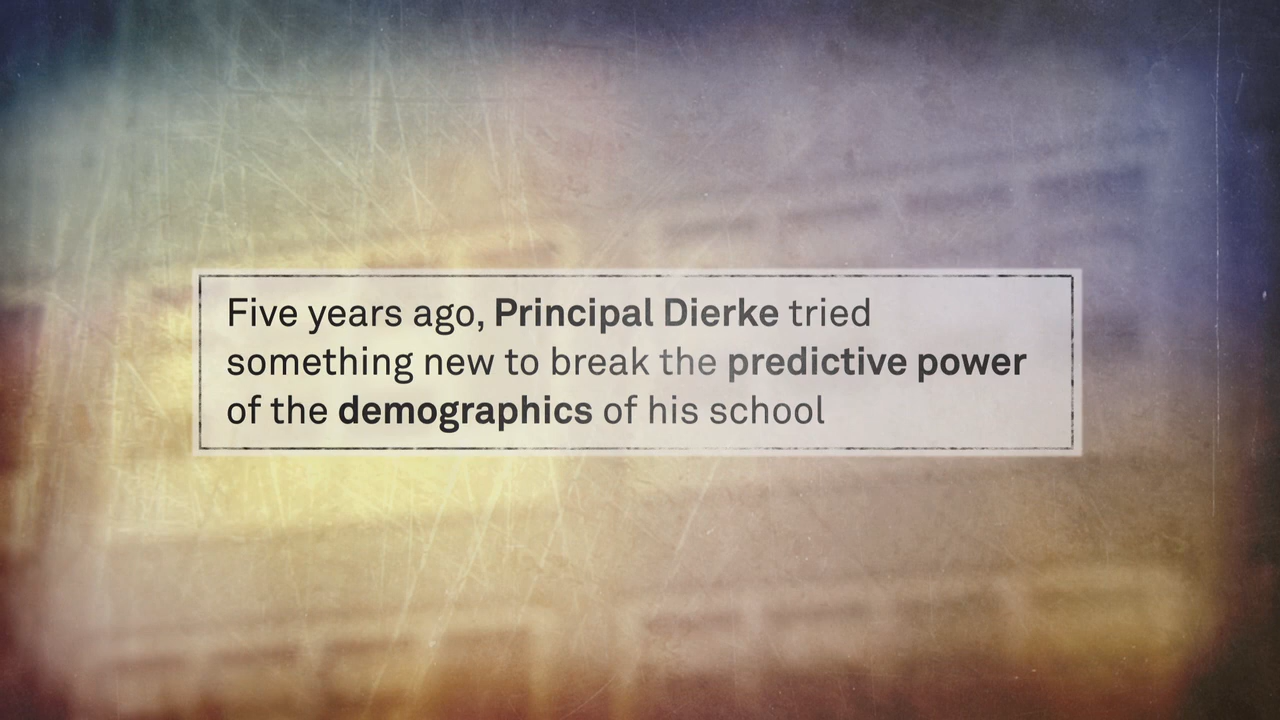 Five years ago, Principal Dierke tried
something new to break the predictive power
of the demographics of his school